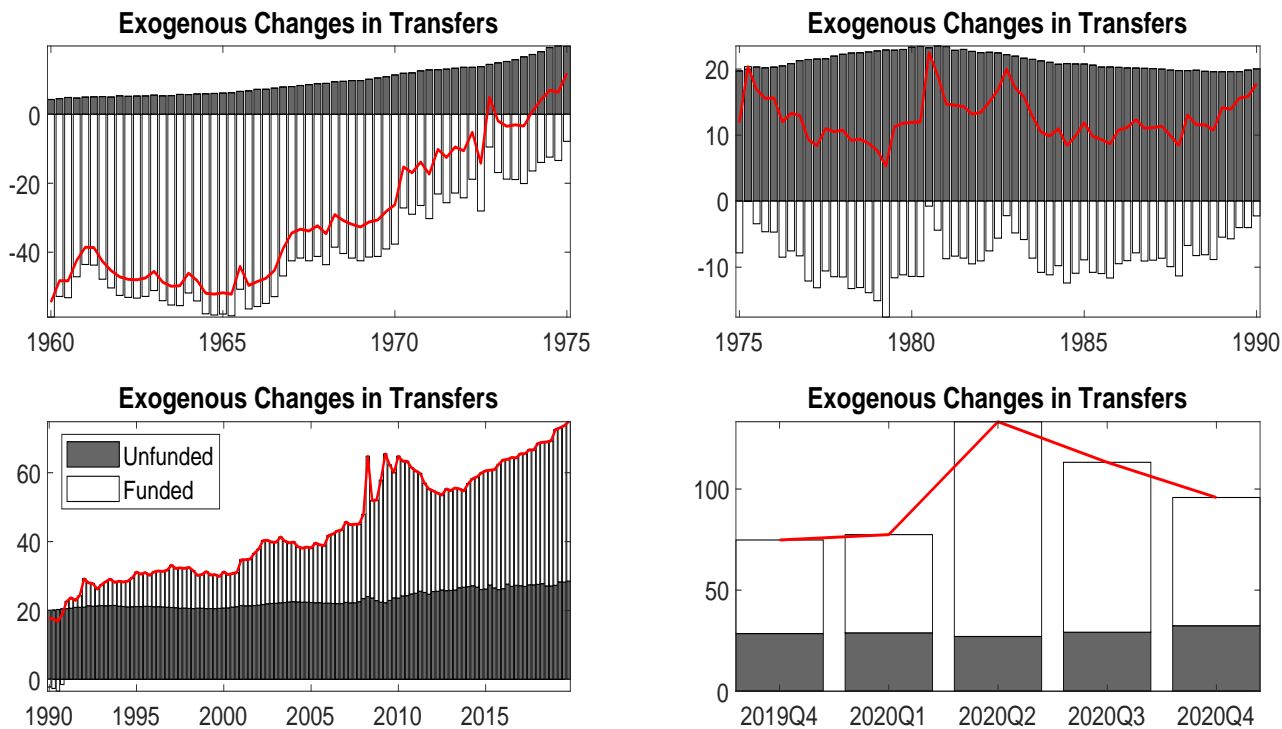 Exogenous Changes in Transfers
0
-20
-40
1960 1965 1970 1975
Exogenous Changes in Transfers
20
10
0
-10
1975 1980 1985 1990
Exogenous Changes in Transfers
Unfunded
Funded
60
40
20
0
1990 1995 2000 2005 2010 2015
Exogenous Changes in Transfers
100
50
0
2019Q4 2020Q1 2020Q2 2020Q3 2020Q4